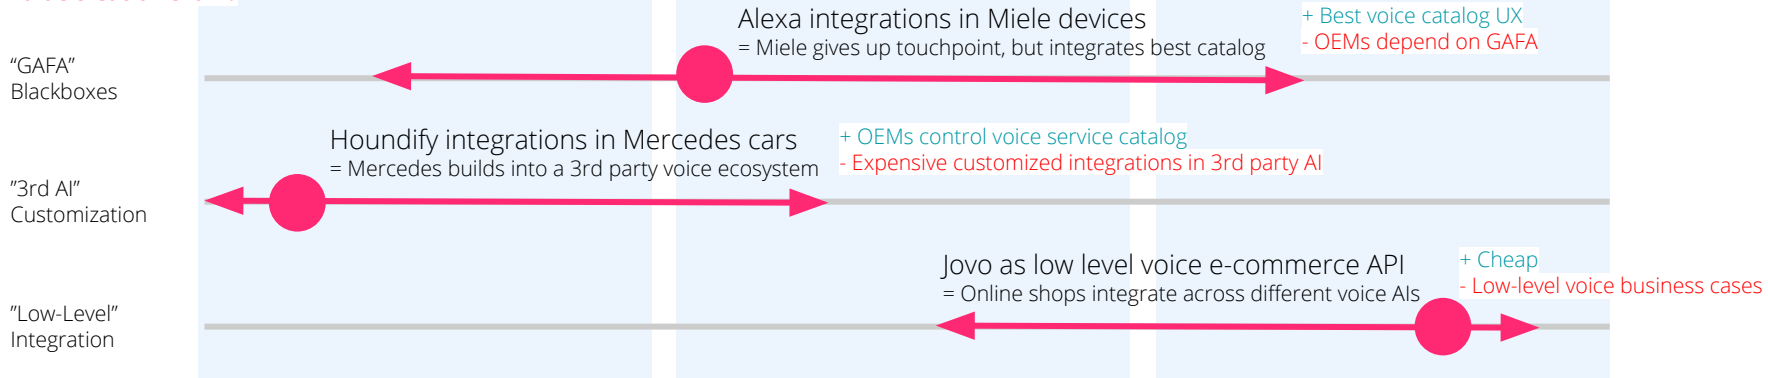 Alexa integrations in Miele devices
= Miele gives up touchpoint, but integrates best catalog
+ Best voice catalog UX
- OEMs depend on GAFA
“GAFA”
Blackboxes
Houndify integrations in Mercedes cars
= Mercedes builds into a 3rd party voice ecosystem
+ OEMs control voice service catalog
- Expensive customized integrations in 3rd party AI
”3rd AI”
Customization
Jovo as low level voice e-commerce API
= Online shops integrate across different voice AIs
+ Cheap
- Low-level voice business cases
”Low-Level”
Integration